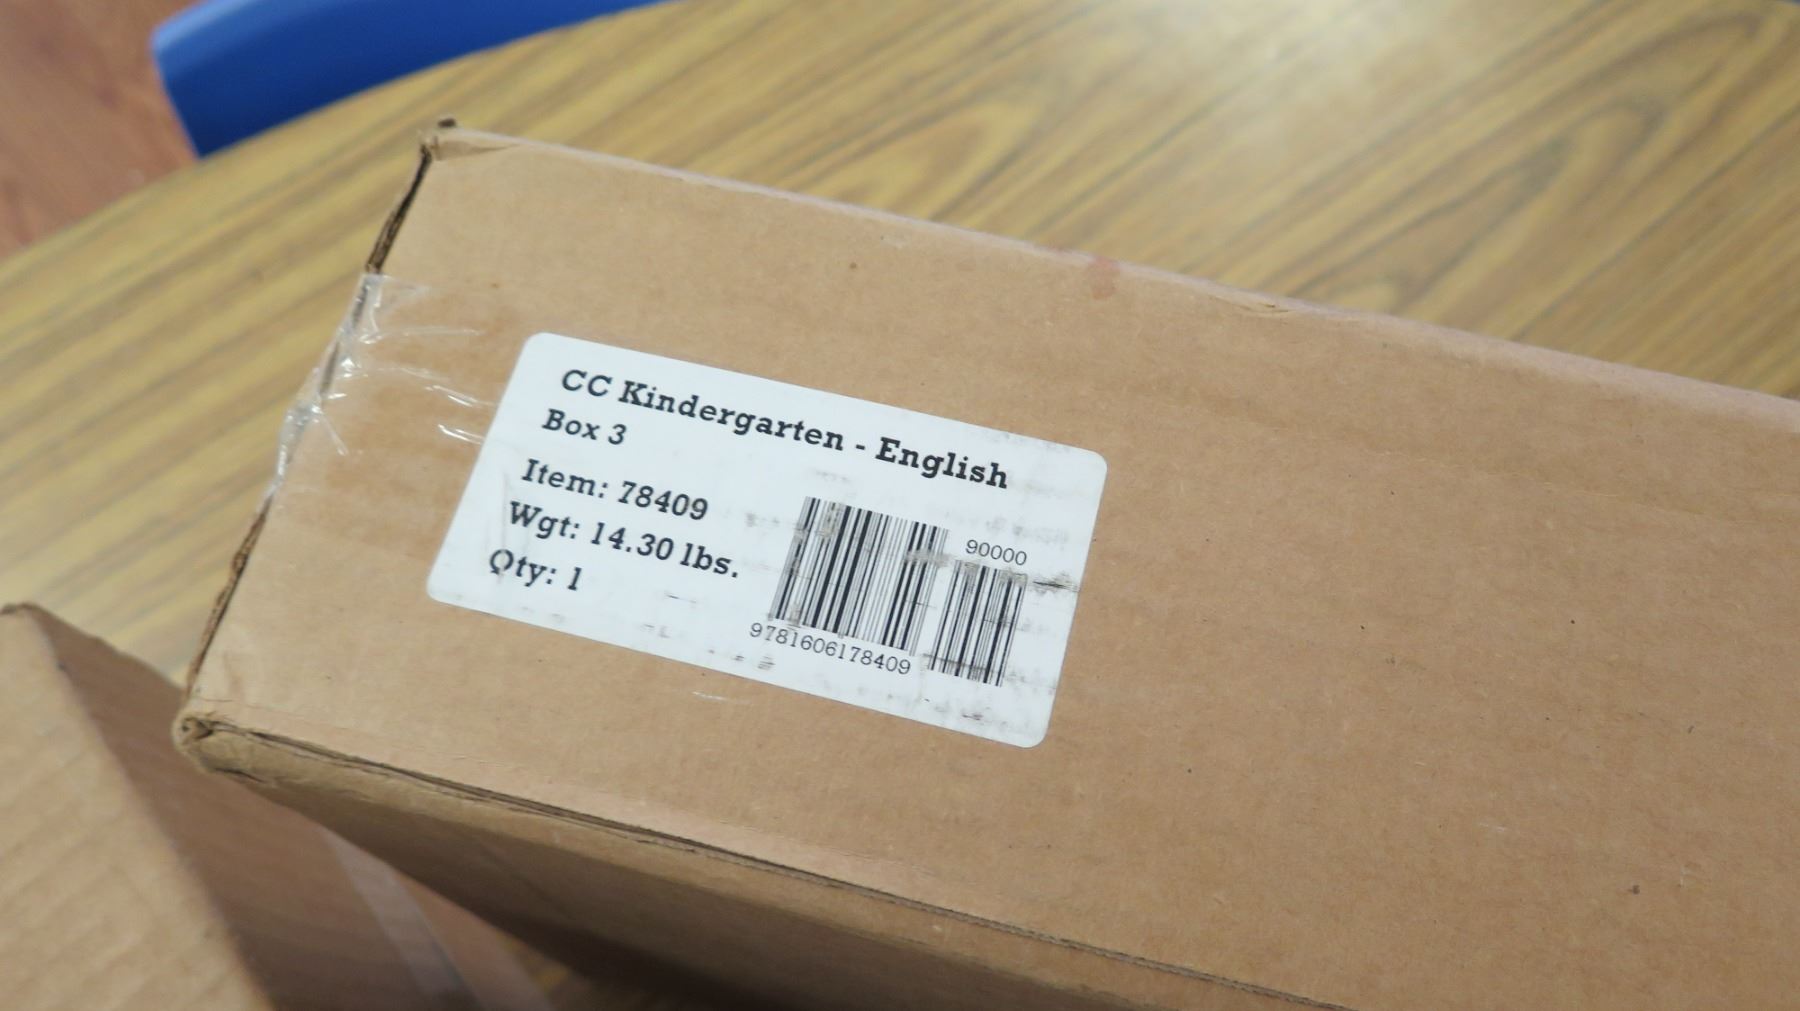 CC Kindergarten - English
Box 3
Item: 78409
Wgt: 14.30 lbs.
Qty: 1
90000
9781606178409